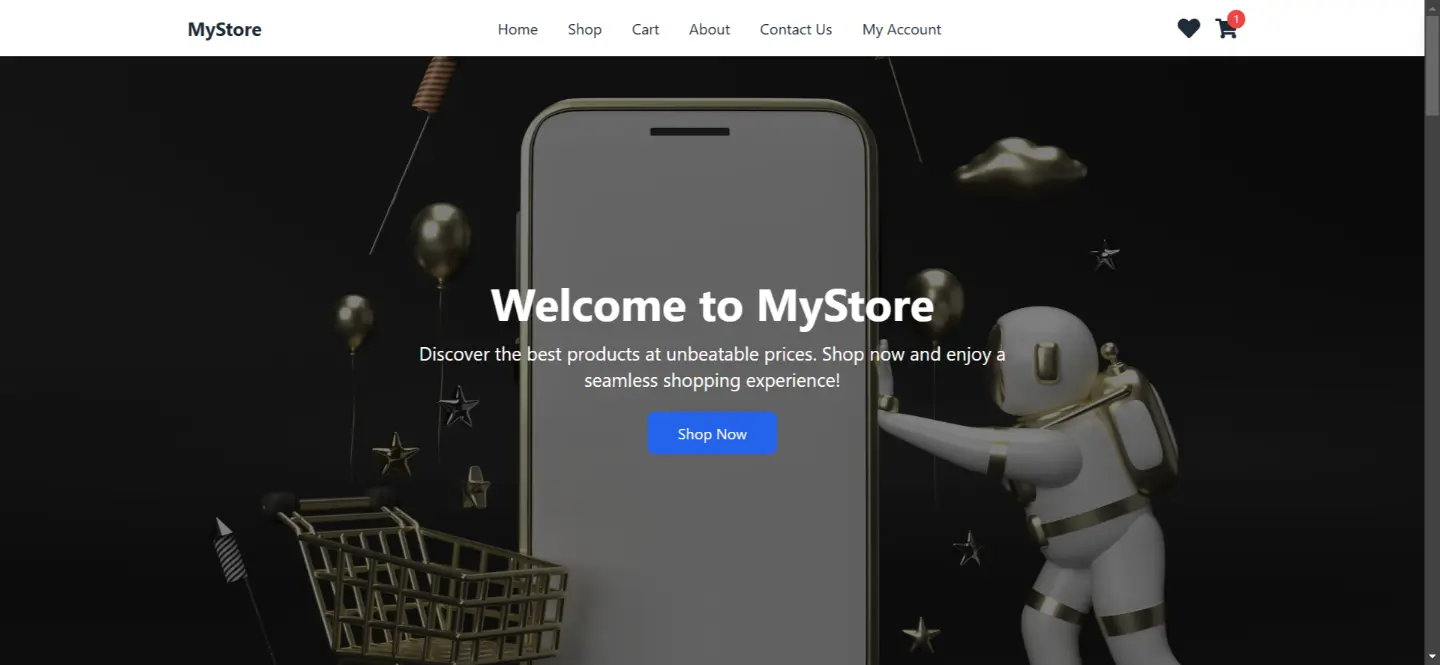 MyStore
Home Shop Cart About Contact Us My Account
1
Welcome to MyStore
Discover the best products at unbeatable prices. Shop now and enjoy a
seamless shopping experience!
Shop Now